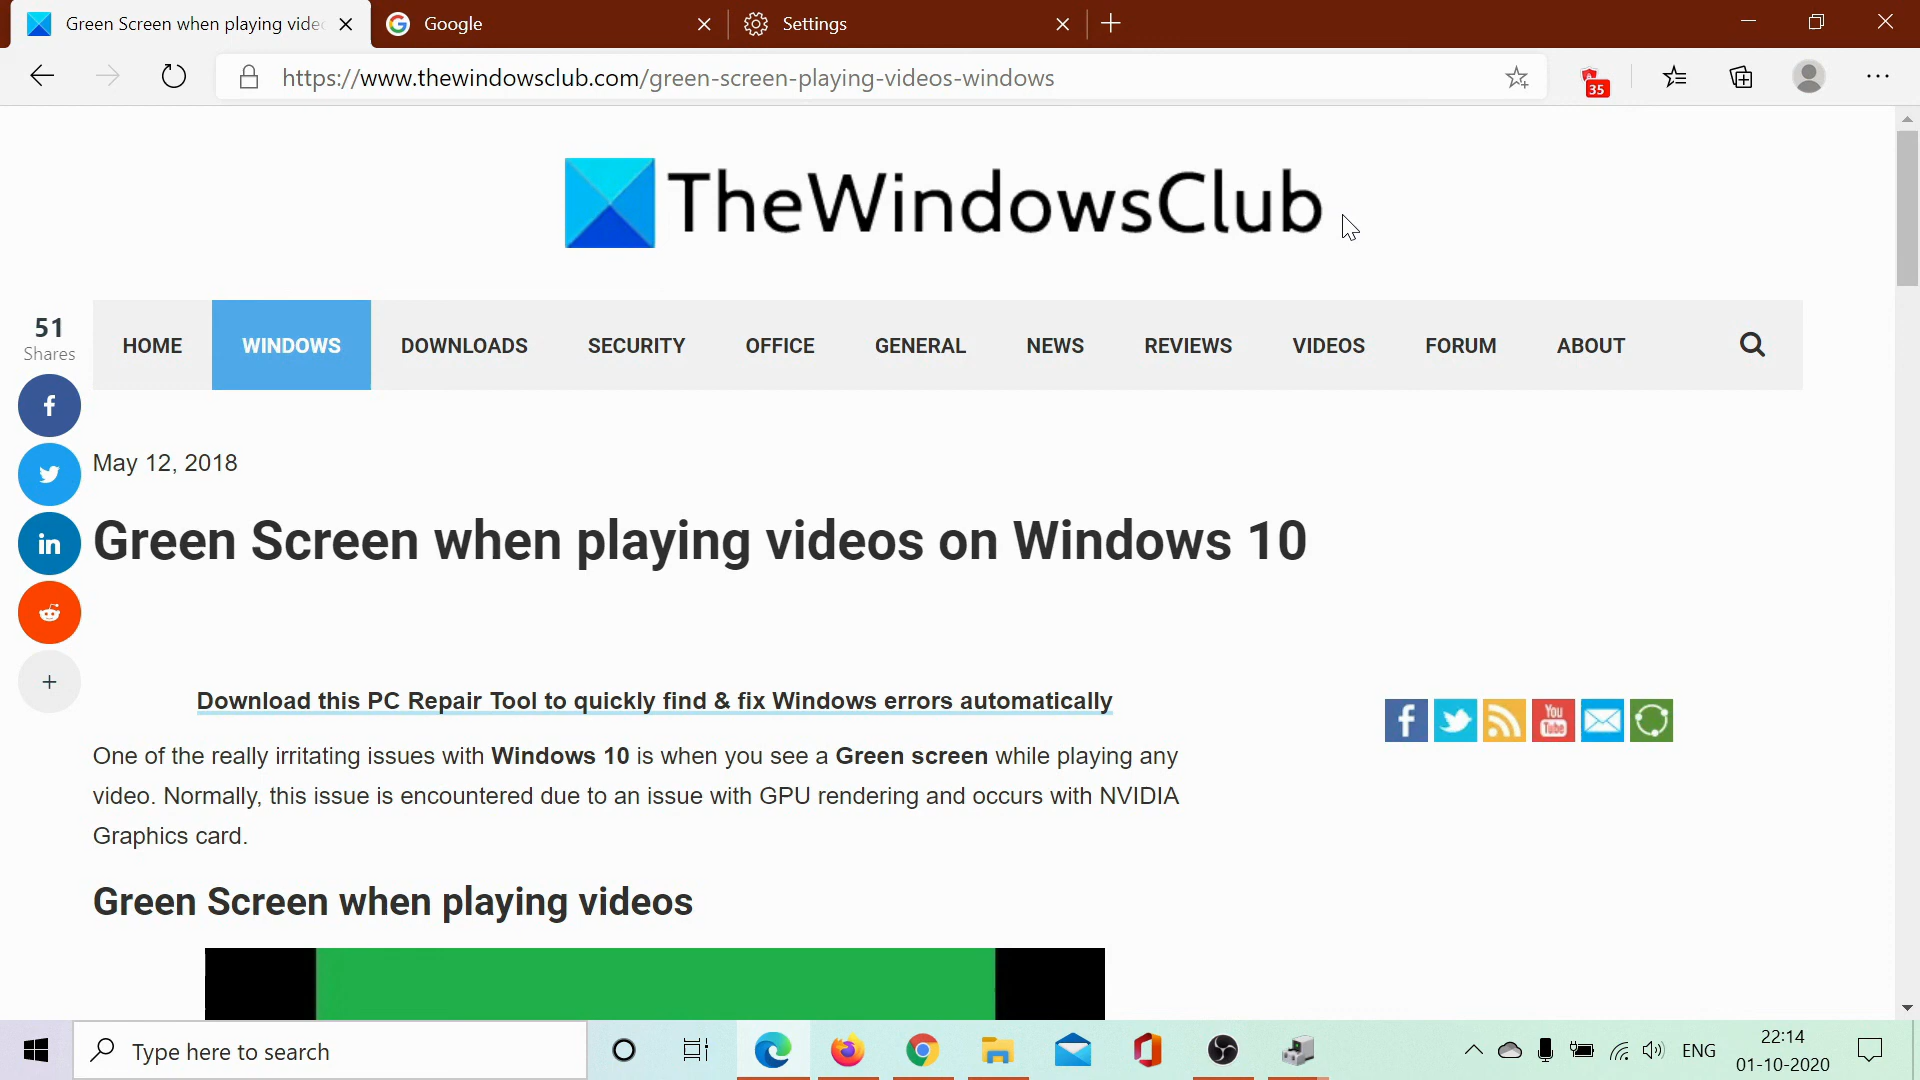 Green Screen when playing vide
Google
Settings
https://www.thewindowsclub.com/green-screen-playing-videos-windows
35
TheWindowsClub
51
Shares
HOME
WINDOWS
DOWNLOADS
SECURITY
OFFICE
GENERAL
NEWS
REVIEWS
VIDEOS
FORUM
ABOUT
May 12, 2018
Green Screen when playing videos on Windows 10
Download this PC Repair Tool to quickly find & fix Windows errors automatically
You
Tube
One of the really irritating issues with Windows 10 is when you see a Green screen while playing any
video. Normally, this issue is encountered due to an issue with GPU rendering and occurs with NVIDIA
Graphics card.
Green Screen when playing videos
Type here to search
ENG
22:14
01-10-2020